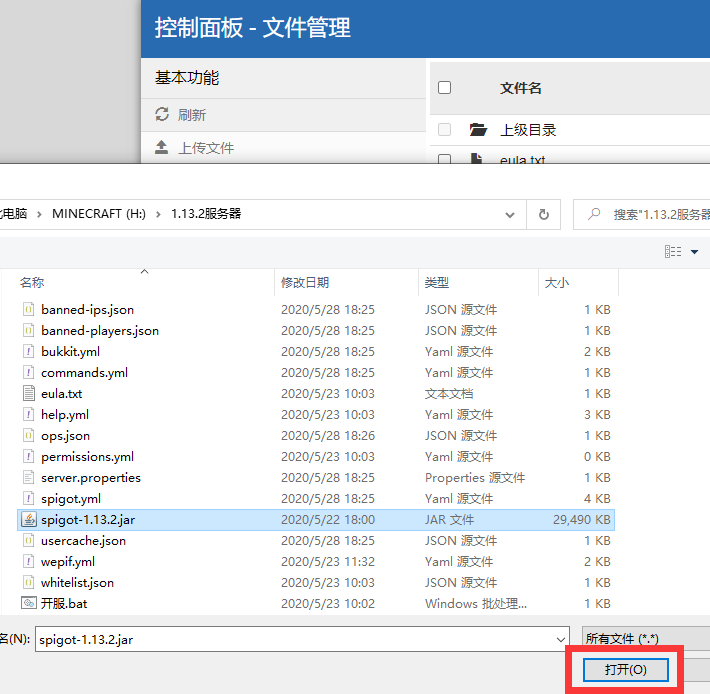 控制面板 - 文件管理
基本功能
文件名
刷新
上级目录
上传文件
eula.txt
电脑 › MINECRAFT (H:) › 1.13.2服务器
搜索"1.13.2服务器
名称 修改日期 类型 大小
banned-ips.json 2020/5/28 18:25 JSON 源文件 1 KB
banned-players.json 2020/5/28 18:25 JSON 源文件 1 KB
bukkit.yml 2020/5/28 18:25 Yaml 源文件 2 KB
commands.yml 2020/5/28 18:25 Yaml 源文件 1 KB
eula.txt 2020/5/23 10:03 文本文档 1 KB
help.yml 2020/5/23 10:03 Yaml 源文件 3 KB
ops.json 2020/5/28 18:26 JSON 源文件 1 KB
permissions.yml 2020/5/23 10:03 Yaml 源文件 0 KB
server.properties 2020/5/28 18:25 Properties 源文件 1 KB
spigot.yml 2020/5/28 18:25 Yaml 源文件 4 KB
spigot-1.13.2.jar 2020/5/22 18:00 JAR 文件 29,490 KB
usercache.json 2020/5/28 18:25 JSON 源文件 1 KB
wepif.yml 2020/5/23 11:32 Yaml 源文件 2 KB
whitelist.json 2020/5/23 10:03 JSON 源文件 1 KB
开服.bat 2020/5/23 10:02 Windows 批处理... 1 KB
名(N): spigot-1.13.2.jar 所有文件 (*.*)
打开(O)